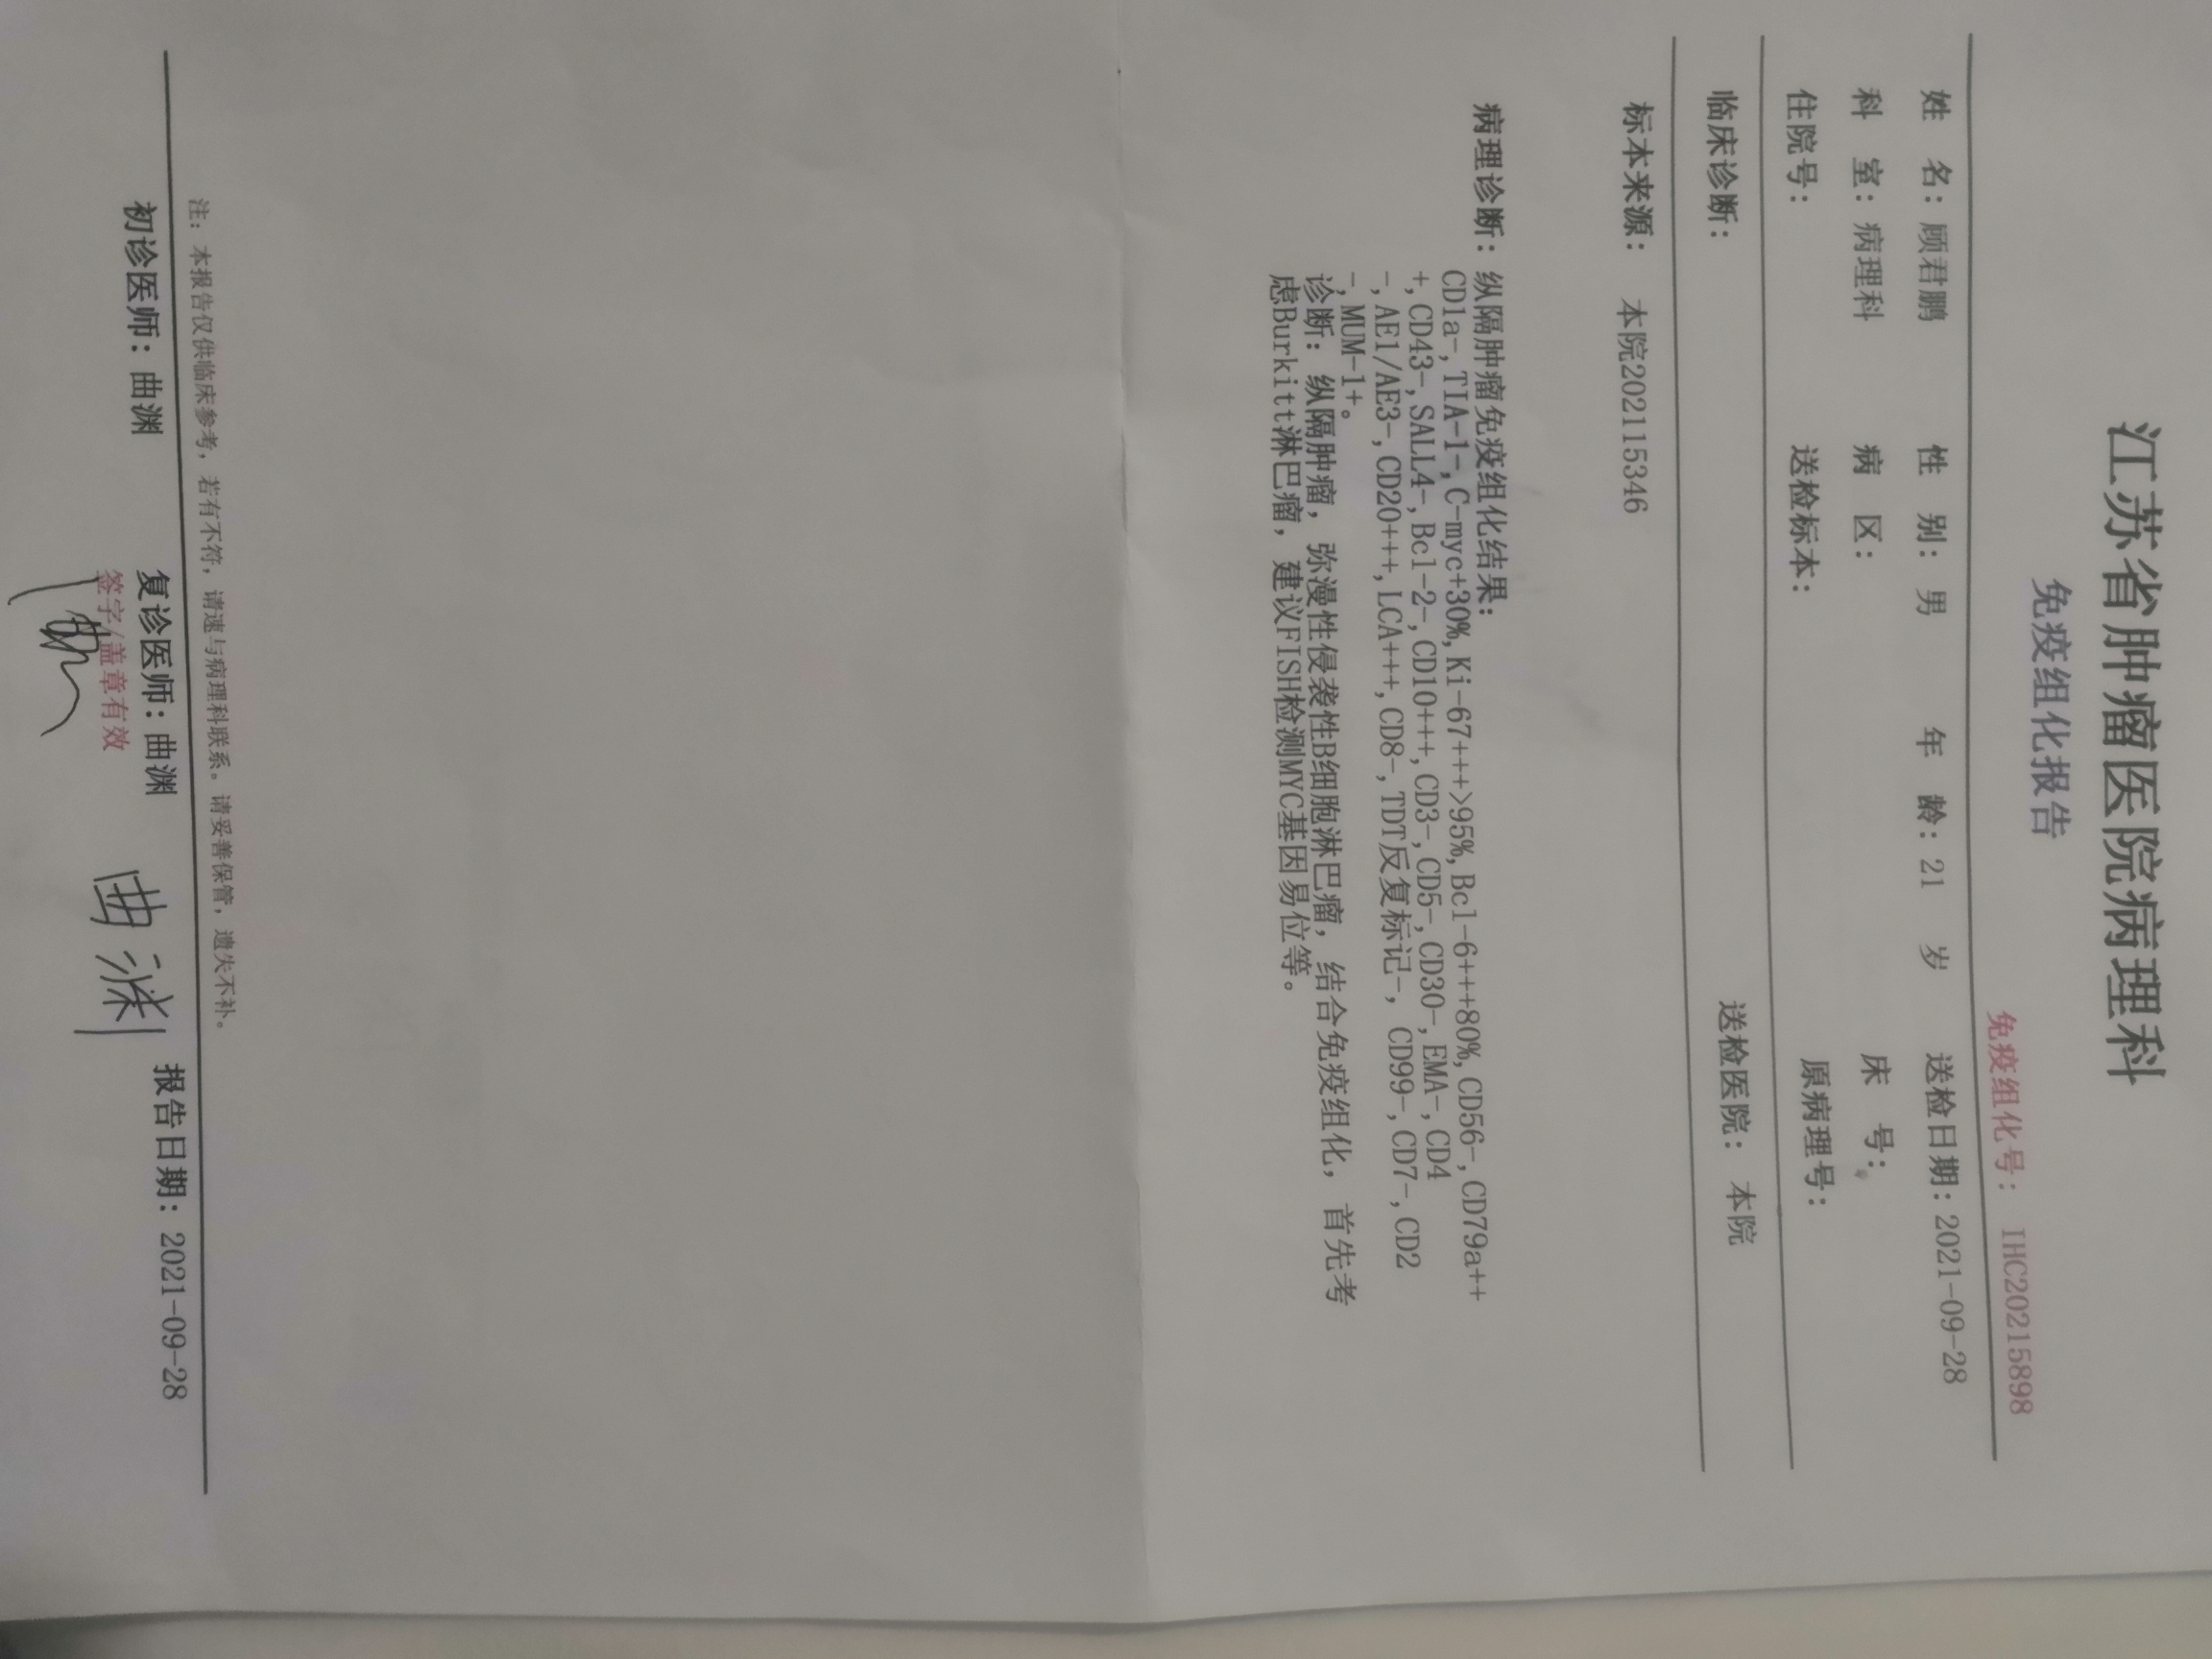 江苏省肿瘤医院病理科
免疫组化报告
免疫组化号： IHC202115898
姓 名：顾君鹏 性 别：男 年 龄：21 岁 送检日期：2021-09-28
科 室：病理科 病 区： 床 号：
住院号： 送检标本： 原病理号：
临床诊断： 送检医院： 本院
标本来源： 本院202115346
病理诊断：纵隔肿瘤免疫组化结果：
CD1a-,TIA-1-,C-myc+30%,Ki-67+++>95%,Bcl-6+++80%,CD56-,CD79a++
+,CD43-,SALL4-,Bcl-2-,CD10+++,CD3-,CD5-,CD30-,EMA-,CD4
-,AE1/AE3-,CD20+++,LCA+++,CD8-,TDT反复标记-, CD99-,CD7-,CD2
-,MUM-1+。
诊断：纵隔肿瘤，弥漫性侵袭性B细胞淋巴瘤，结合免疫组化，首先考
虑Burkitt淋巴瘤，建议FISH检测MYC基因易位等。
注：本报告仅供临床参考，若有不符，请速与病理科联系。请妥善保管，遗失不补。
初诊医师：曲渊 复诊医师：曲渊 曲渊 报告日期：2021-09-28
签字/盖章有效